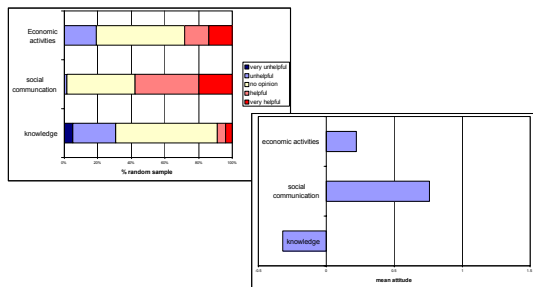 Economic
activities
social
communcation
knowledge
0% 20% 40% 60% 80% 100%
% random sample
very unhelpful
unhelpful
no opinion
helpful
very helpful
economic activities
social
communication
knowledge
-0.5 0 0.5 1 1.5
mean attitude